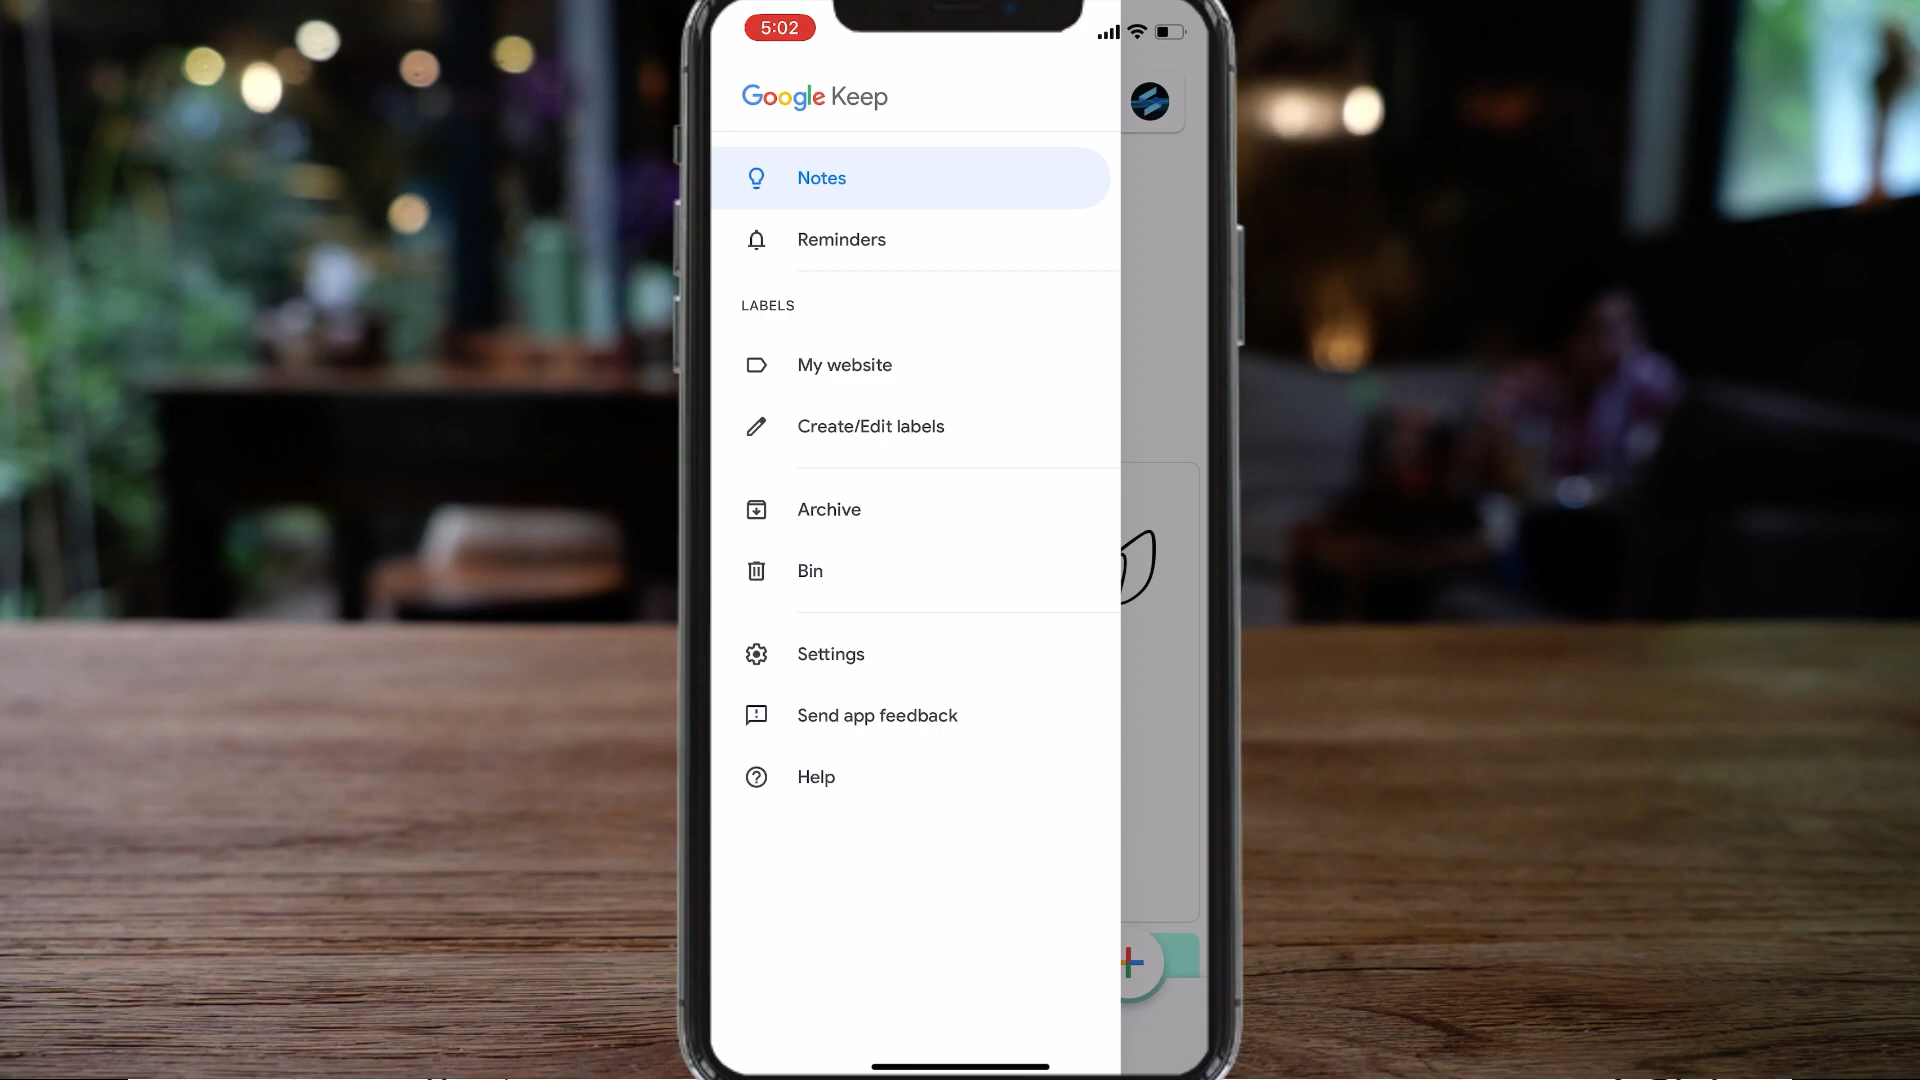 5:02
Google Keep
Notes
Reminders
LABELS
My website
Create/Edit labels
Archive
Bin
Settings
Send app feedback
Help